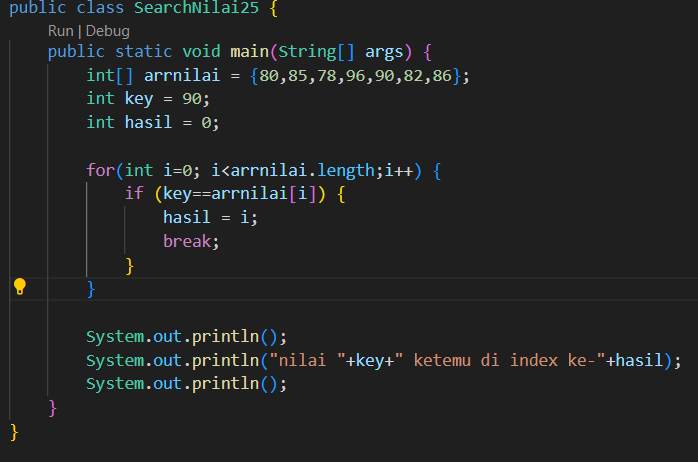 public class SearchNilai25 {
Run | Debug
public static void main(String[] args) {
int[] arrnilai = {80,85,78,96,90,82,86};
int key = 90;
int hasil = 0;
for(int i=0; i<arrnilai.length;i++) {
if (key==arrnilai[i]) {
hasil = i;
break;
}
}
System.out.println();
System.out.println("nilai "+key+" ketemu di index ke-"+hasil);
System.out.println();
}
}